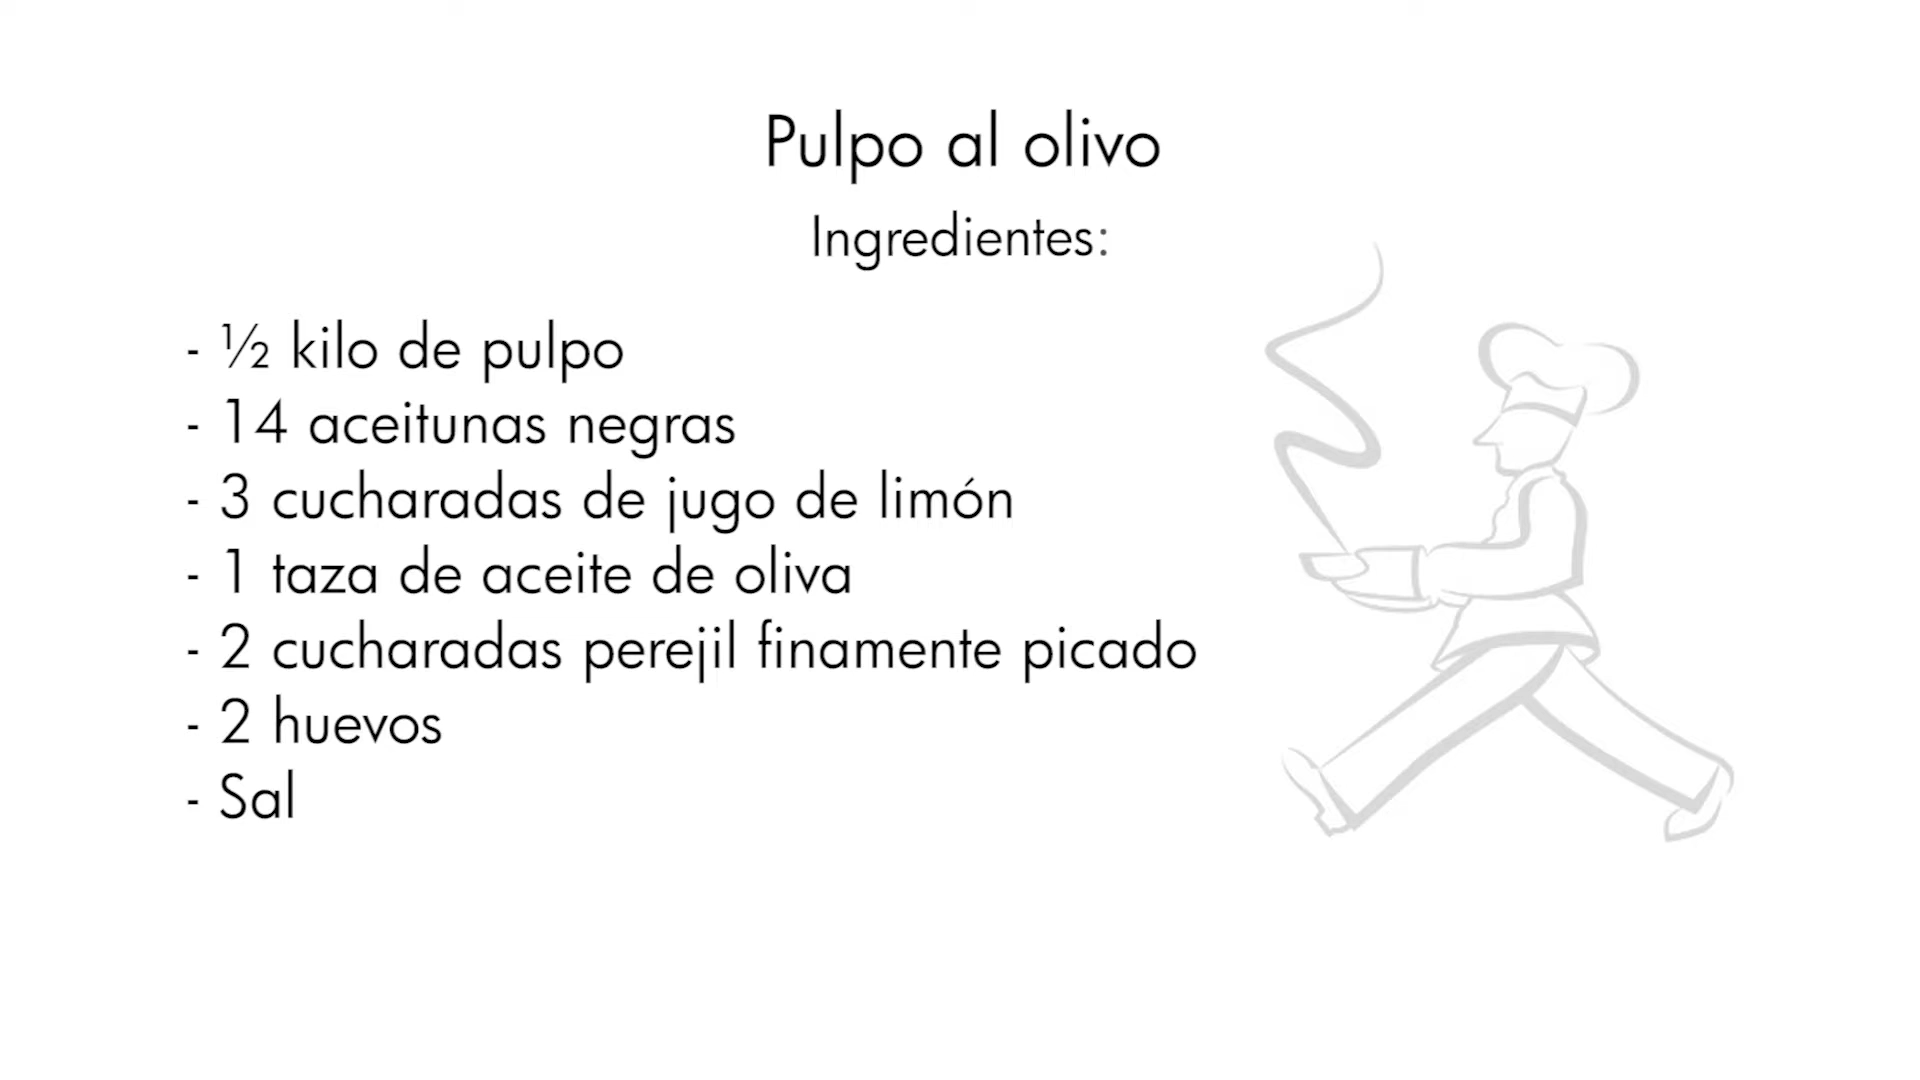 Pulpo al olivo
Ingredientes:
- ½ kilo de pulpo
- 14 aceitunas negras
- 3 cucharadas de jugo de limón
- 1 taza de aceite de oliva
- 2 cucharadas perejil finamente picado
- 2 huevos
- Sal